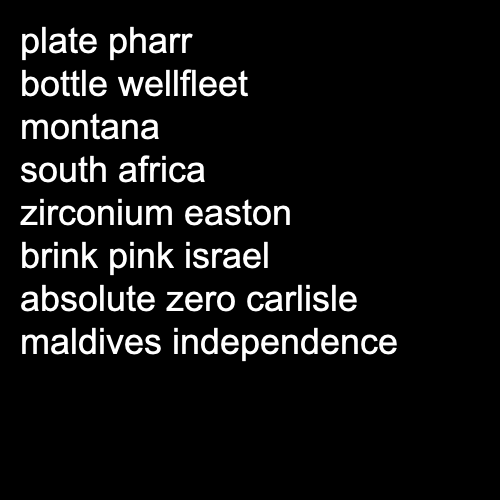 plate pharr
bottle wellfleet
montana
south africa
zirconium easton
brink pink israel
absolute zero carlisle
maldives independence